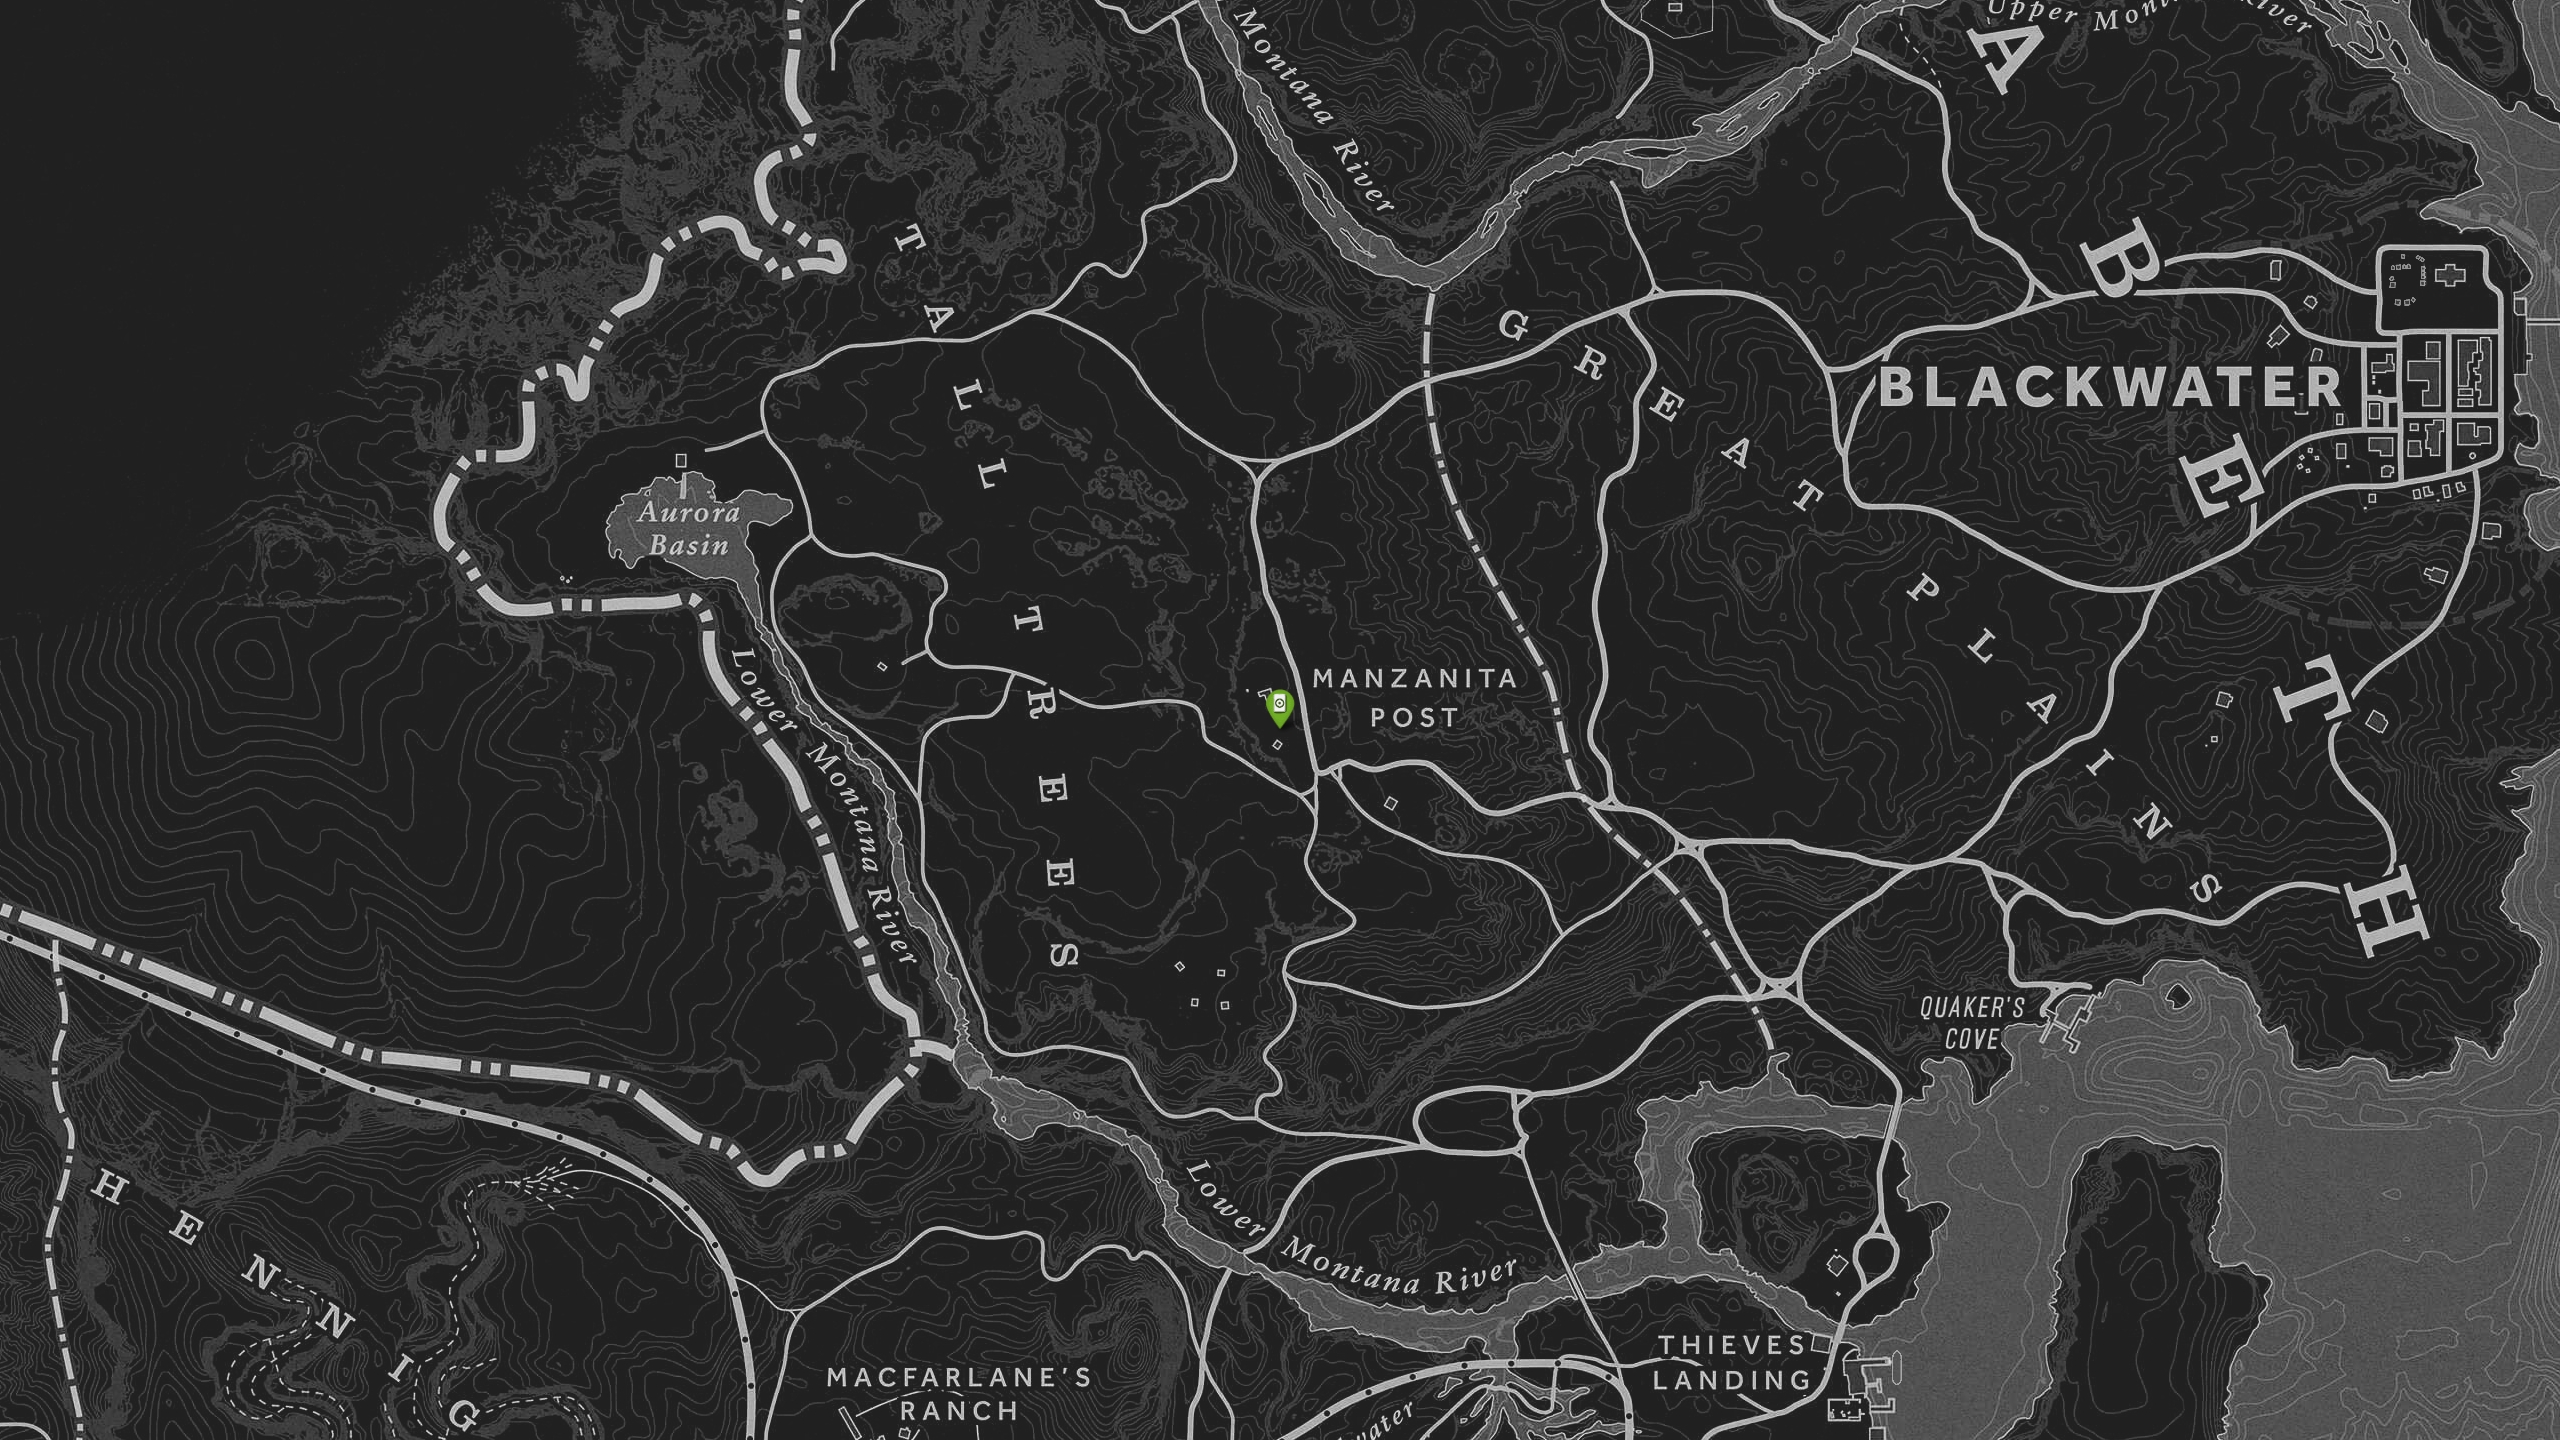 Upper Montana River
Montana River
A
B
E
T
H
TALL TREES
GREAT PLAINS
BLACKWATER
Aurora
Basin
Lower Montana River
MANZANITA
POST
QUAKER'S
COVE
HENNIG
Lower Montana River
THIEVES
LANDING
MACFARLANE'S
RANCH
water